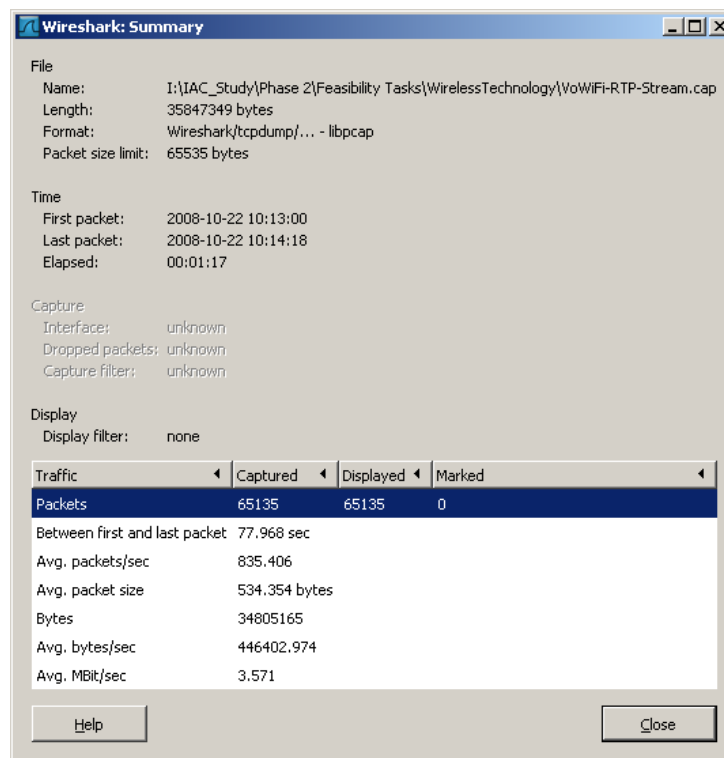 Wireshark: Summary
File
Name: I:\IAC_Study\Phase 2\Feasibility Tasks\WirelessTechnology\VoWiFi-RTP-Stream.cap
Length: 35847349 bytes
Format: Wireshark/tcpdump/... - libpcap
Packet size limit: 65535 bytes
Time
First packet: 2008-10-22 10:13:00
Last packet: 2008-10-22 10:14:18
Elapsed: 00:01:17
Capture
Interface: unknown
Dropped packets: unknown
Capture filter: unknown
Display
Display filter: none
Traffic Captured Displayed Marked
Packets 65135 65135 0
Between first and last packet 77.968 sec
Avg. packets/sec 835.406
Avg. packet size 534.354 bytes
Bytes 34805165
Avg. bytes/sec 446402.974
Avg. MBit/sec 3.571
Help Close